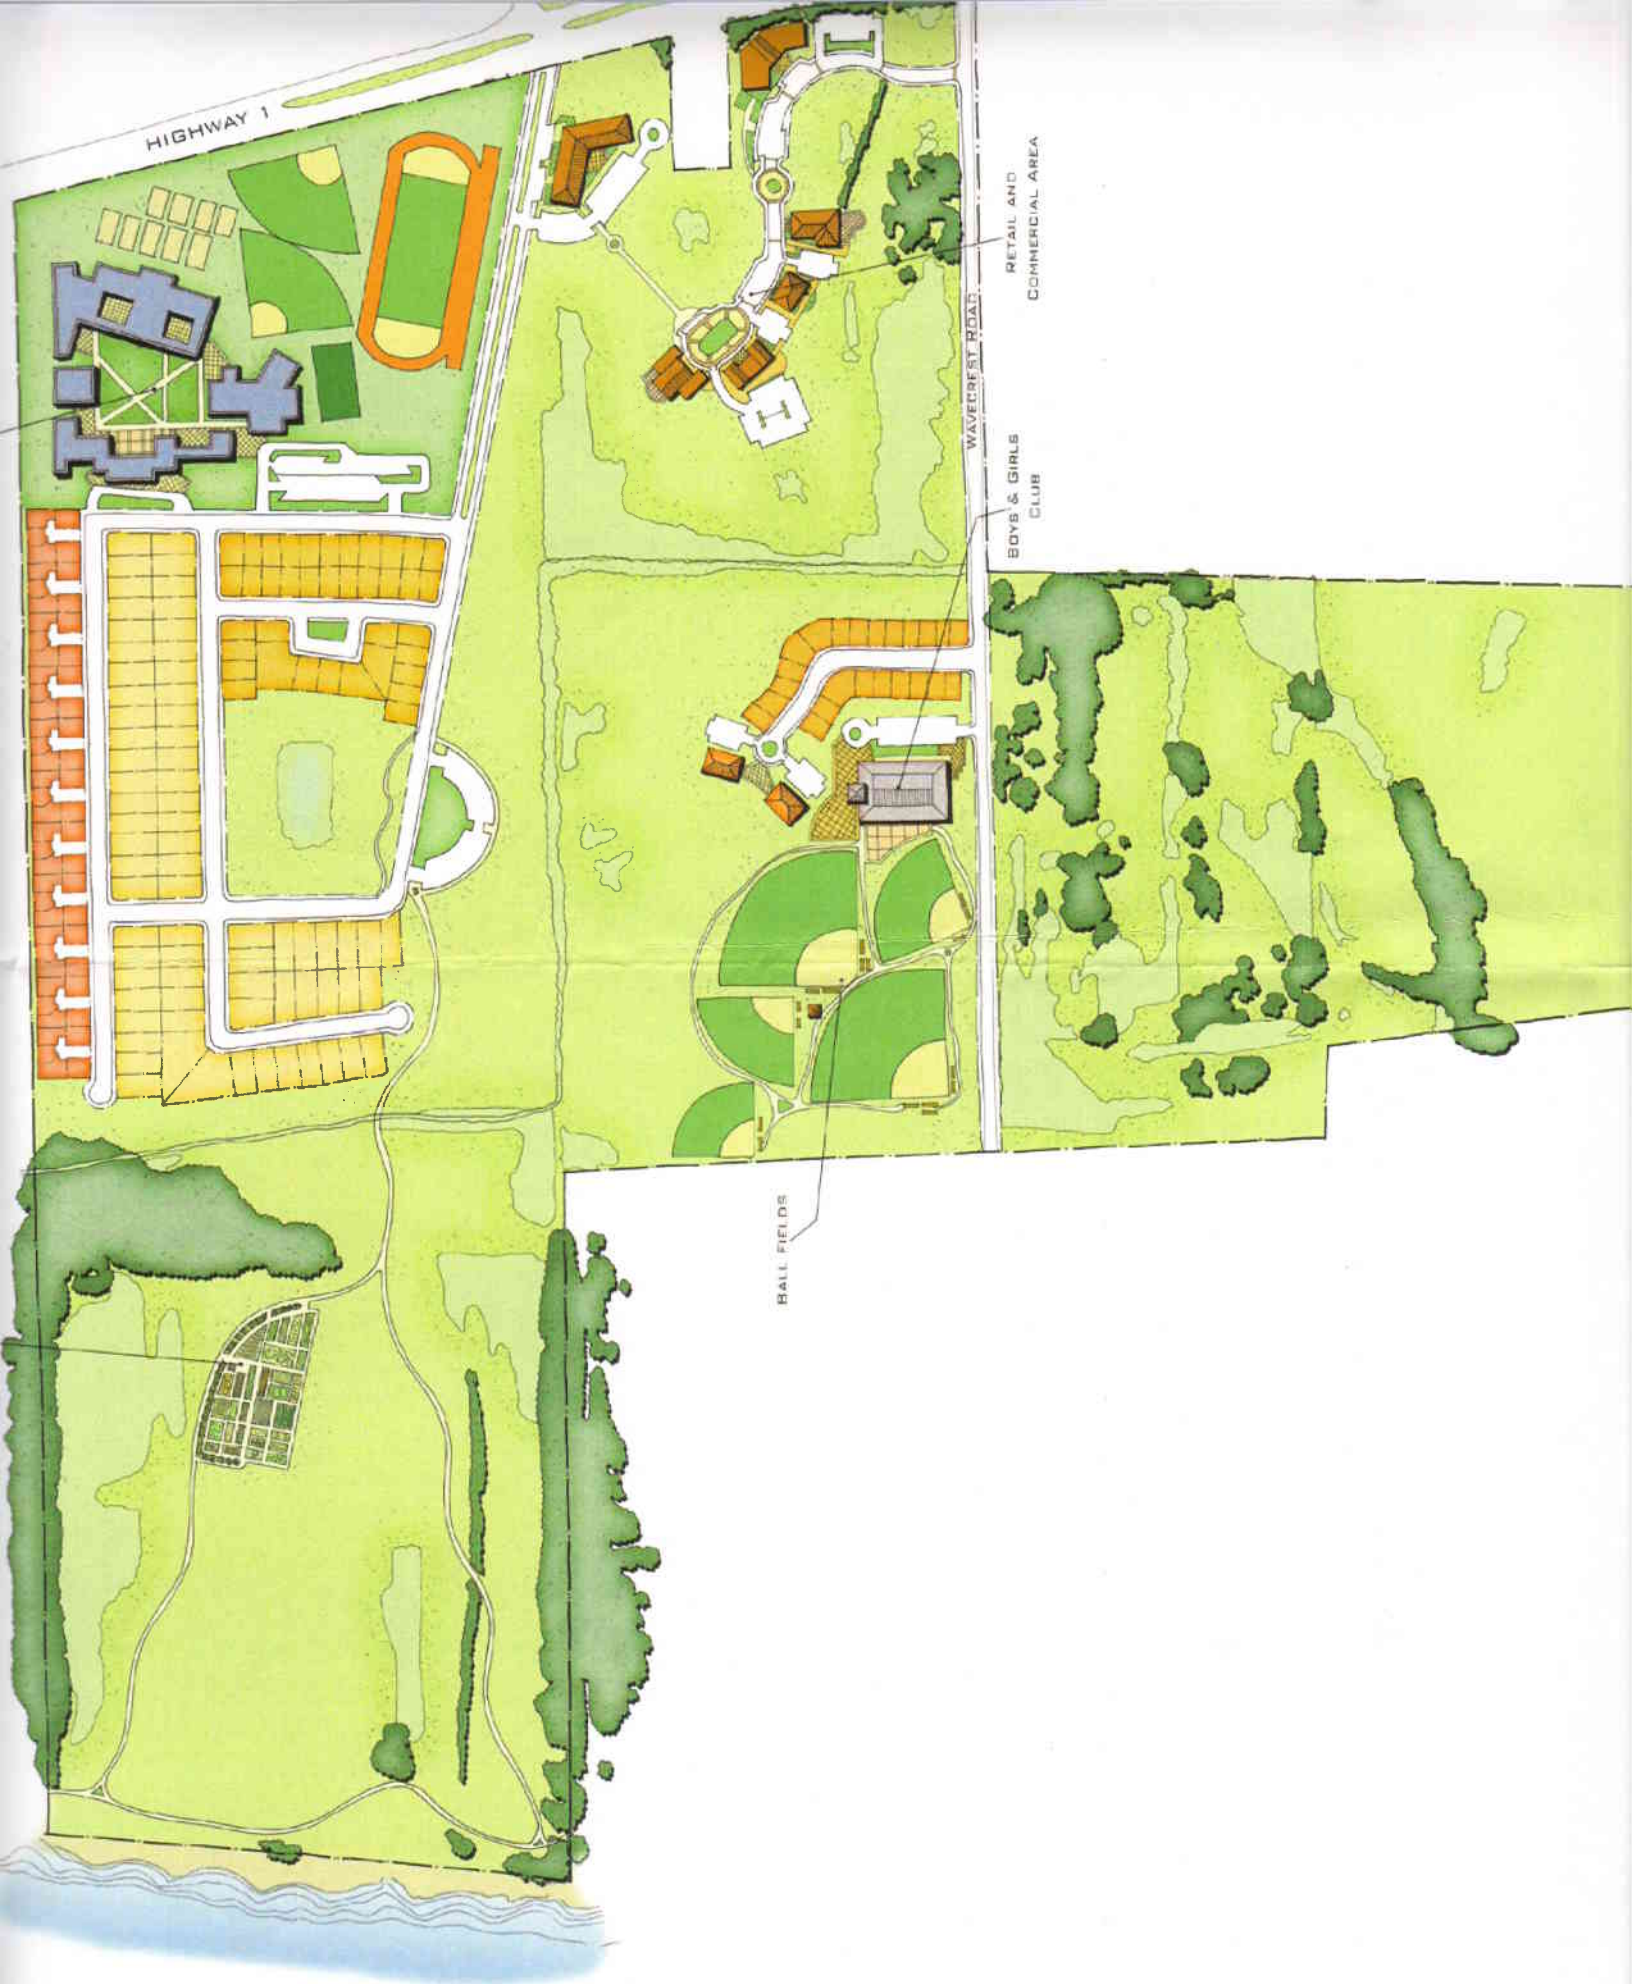 HIGHWAY 1
RETAIL AND
COMMERCIAL AREA
WAVECREST ROAD
BOYS' & GIRLS
CLUB
BALL FIELDS